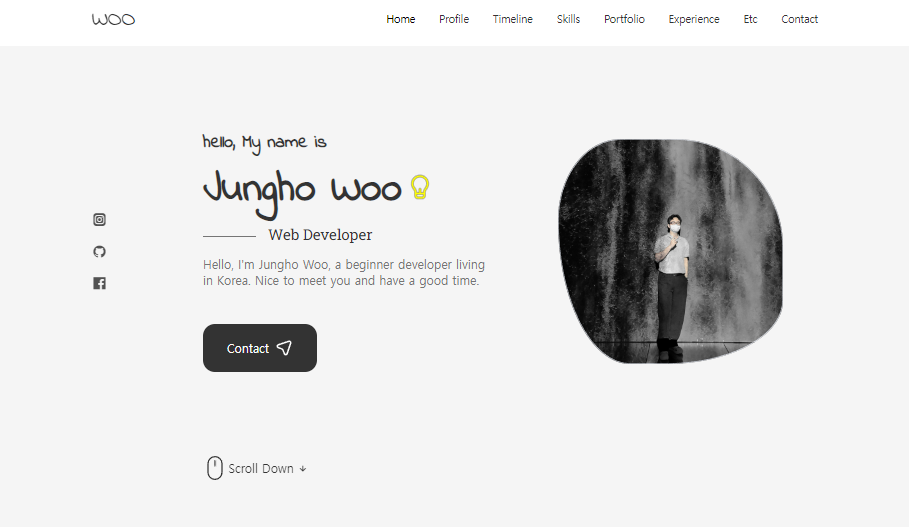 WOO
Home Profile Timeline Skills Portfolio Experience Etc Contact
hello, My name is
Jungho Woo
Web Developer
Hello, I'm Jungho Woo, a beginner developer living
in Korea. Nice to meet you and have a good time.
Contact
Scroll Down ↓